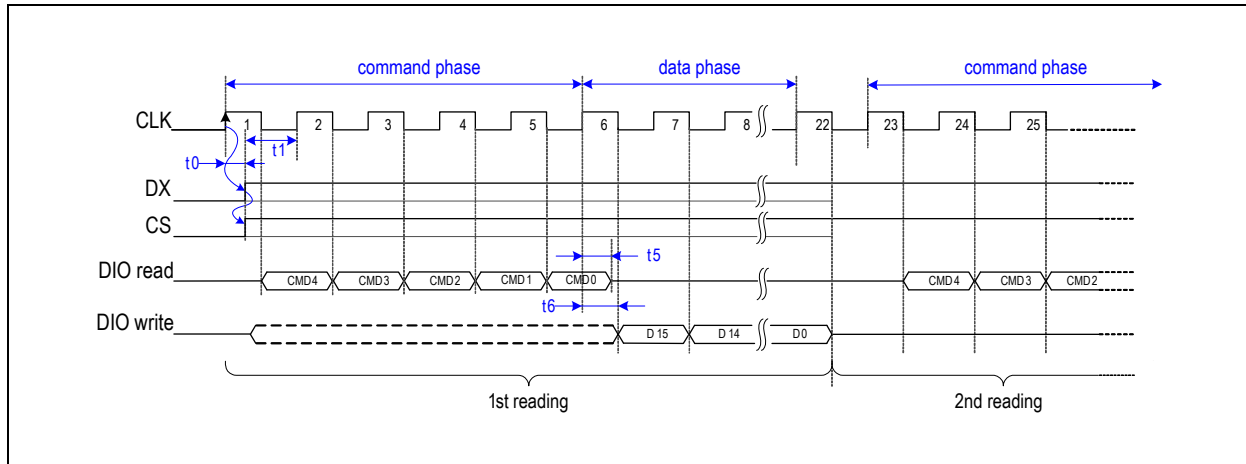 command phase data phase command phase
CLK 1 2 3 4 5 6 7 8 22 23 24 25
t1
t0
DX
CS
t5
DIO read CMD4 CMD3 CMD2 CMD1 CMD0 CMD4 CMD3 CMD2
t6
DIO write D15 D14 D0
1st reading 2nd reading